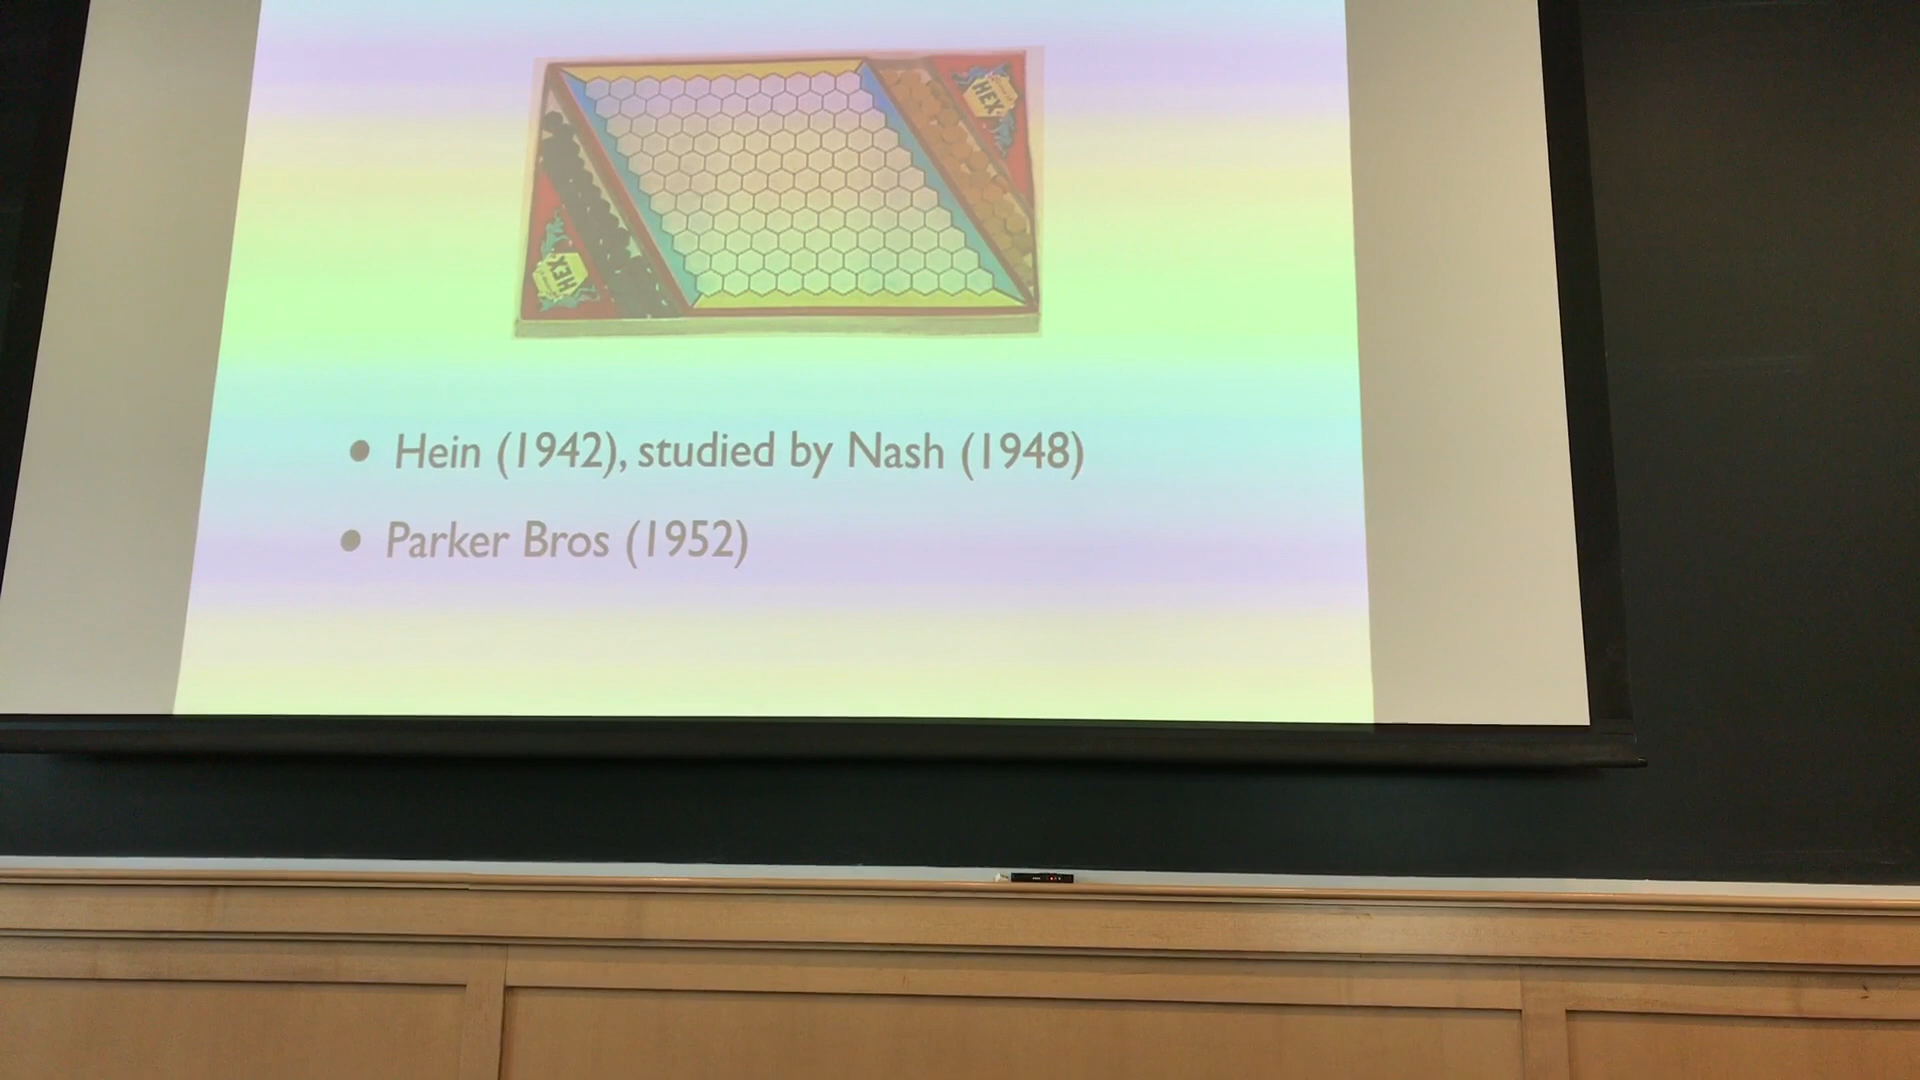 HEX
HEX
• Hein (1942), studied by Nash (1948)
• Parker Bros (1952)